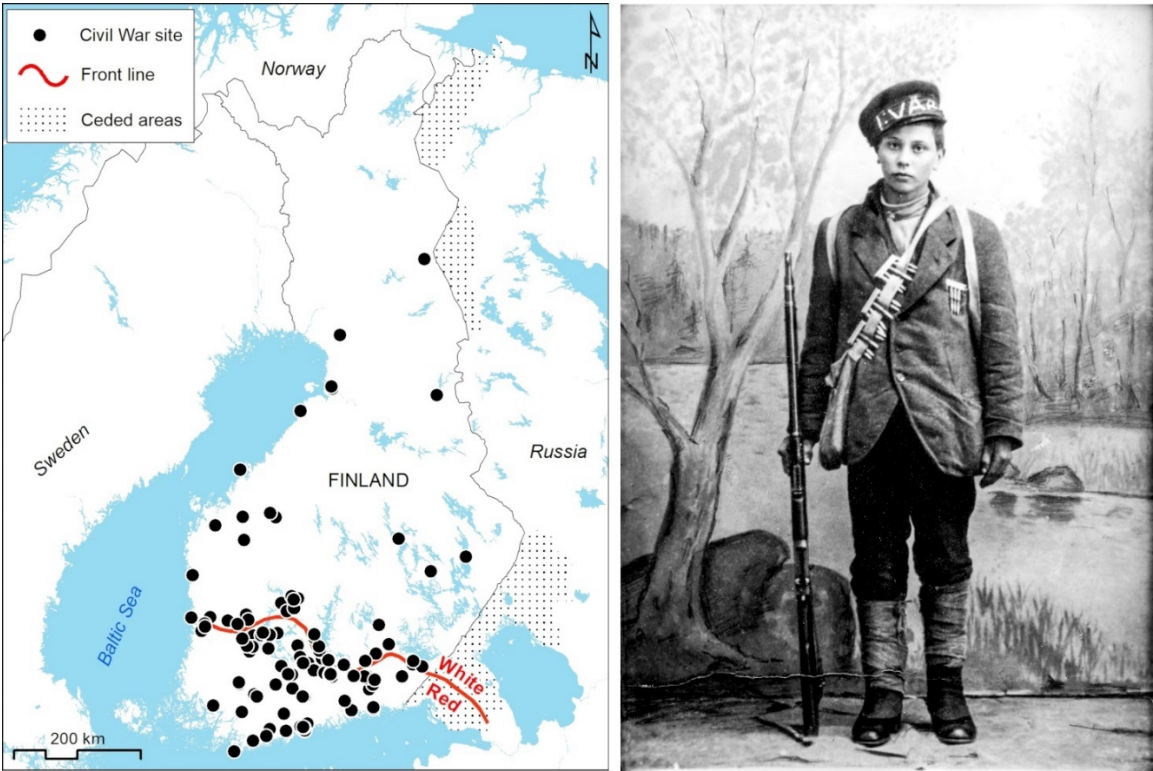 Civil War site
Front line
Ceded areas
N
Norway
Sweden
FINLAND
Russia
Baltic Sea
White
Red
200 km
I:VÄR